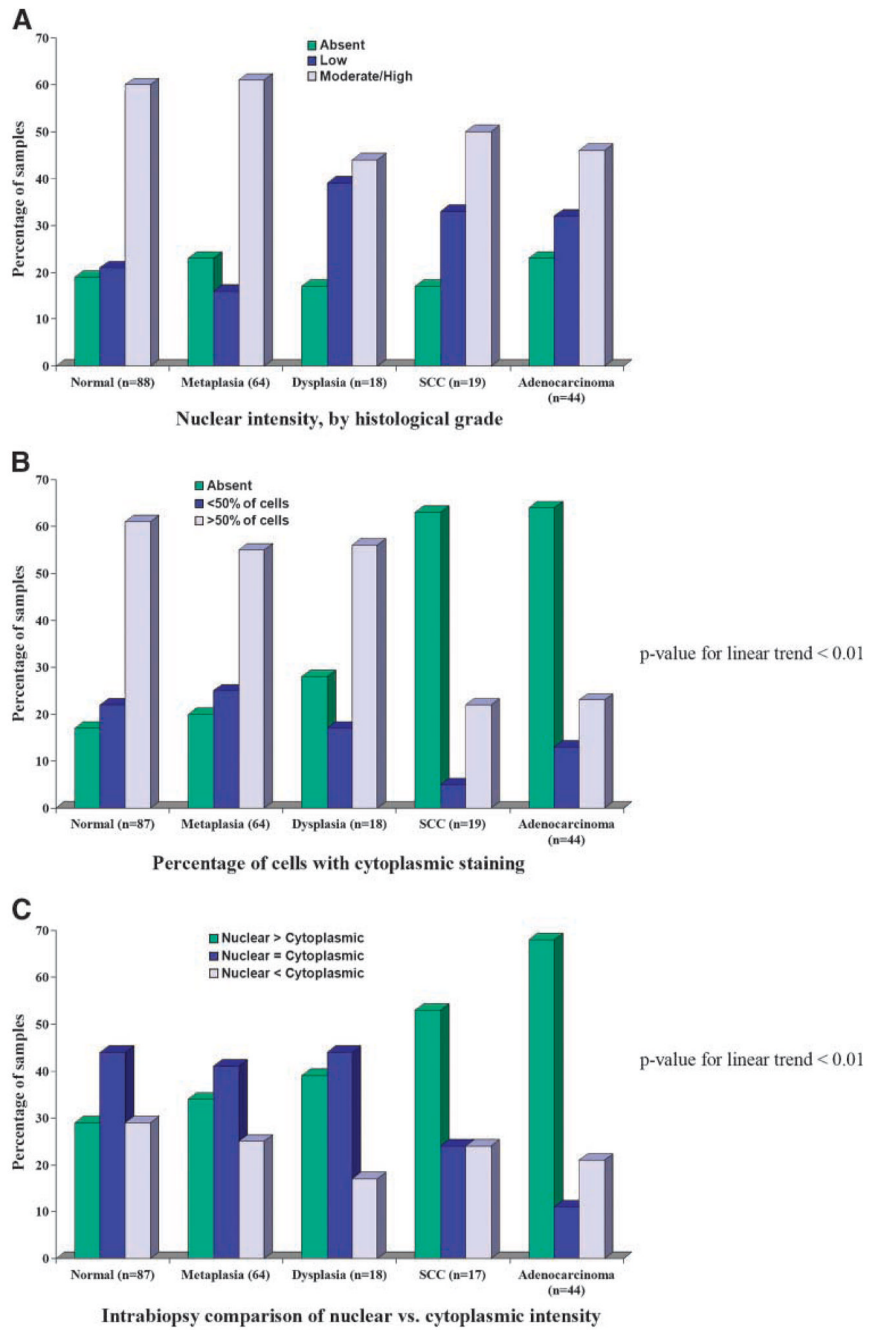 A
70
60
50
40
30
20
10
0
Percentage of samples
Absent
Low
Moderate/High
Normal (n=88) Metaplasia (64) Dysplasia (n=18) SCC (n=19) Adenocarcinoma
(n=44)
Nuclear intensity, by histological grade
B
70
60
50
40
30
20
10
0
Percentage of samples
Absent
<50% of cells
>50% of cells
p-value for linear trend < 0.01
Normal (n=87) Metaplasia (64) Dysplasia (n=18) SCC (n=19) Adenocarcinoma
(n=44)
Percentage of cells with cytoplasmic staining
C
70
60
50
40
30
20
10
0
Percentage of samples
Nuclear > Cytoplasmic
Nuclear = Cytoplasmic
Nuclear < Cytoplasmic
p-value for linear trend < 0.01
Normal (n=87) Metaplasia (64) Dysplasia (n=18) SCC (n=17) Adenocarcinoma
(n=44)
Intrabiopsy comparison of nuclear vs. cytoplasmic intensity